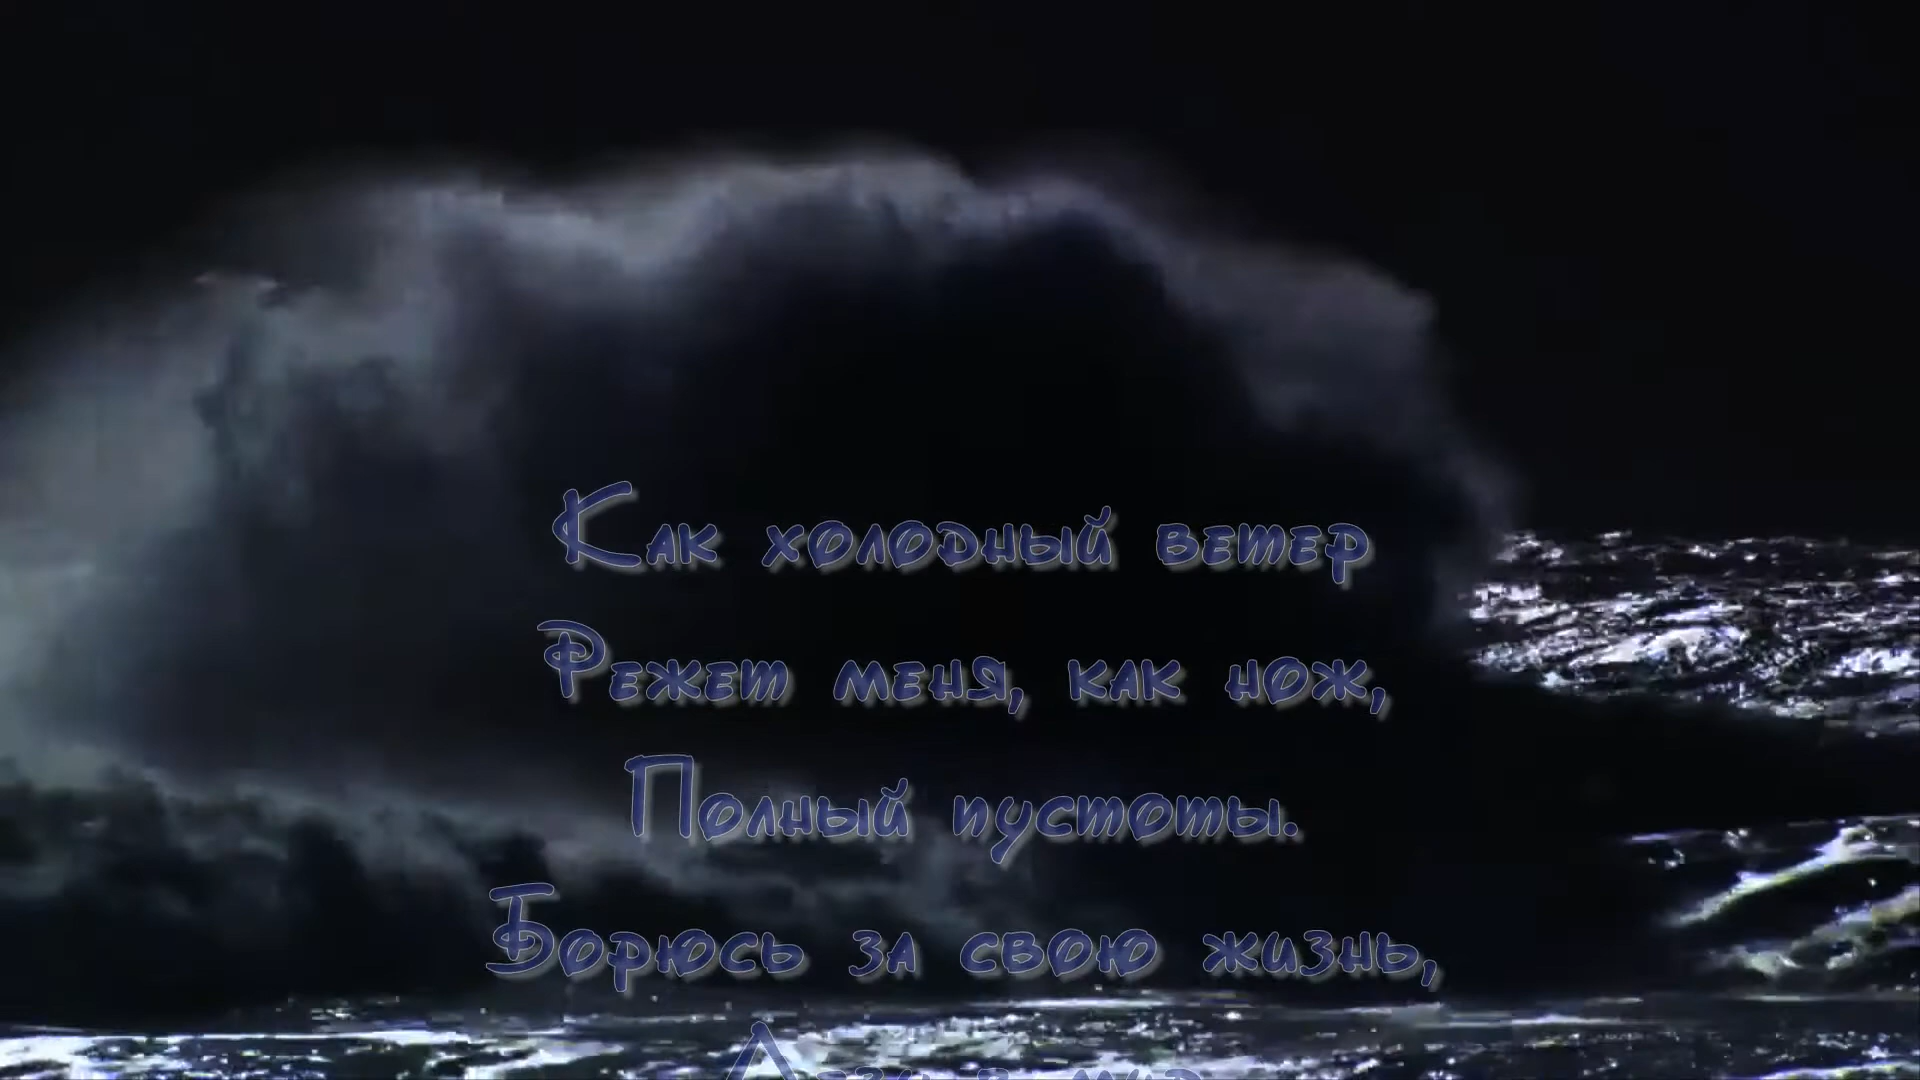 Как холодный ветер
Режет меня, как нож,
Полный пустоты.
Борюсь за свою жизнь,